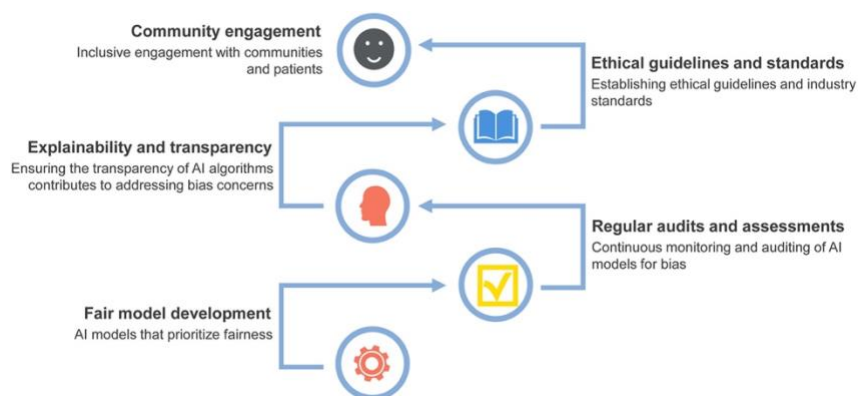 Community engagement
Inclusive engagement with communities
and patients
Ethical guidelines and standards
Establishing ethical guidelines and industry
standards
Explainability and transparency
Ensuring the transparency of AI algorithms
contributes to addressing bias concerns
Regular audits and assessments
Continuous monitoring and auditing of AI
models for bias
Fair model development
AI models that prioritize fairness